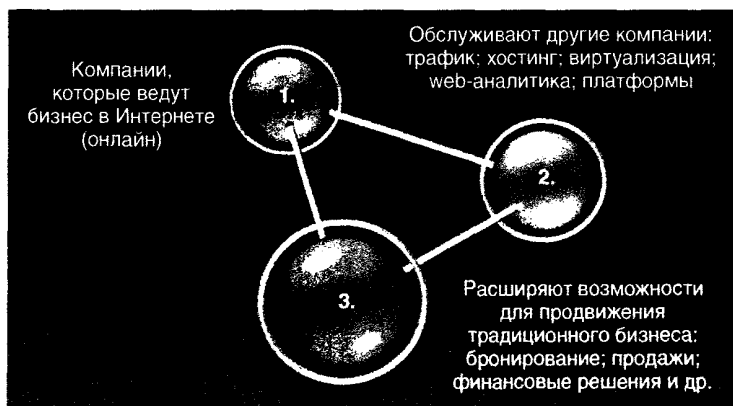 Компании,
которые ведут
бизнес в Интернете
(онлайн)
1.
Обслуживают другие компании:
трафик; хостинг; виртуализация;
web-аналитика; платформы
2.
3.
Расширяют возможности
для продвижения
традиционного бизнеса:
бронирование; продажи;
финансовые решения и др.